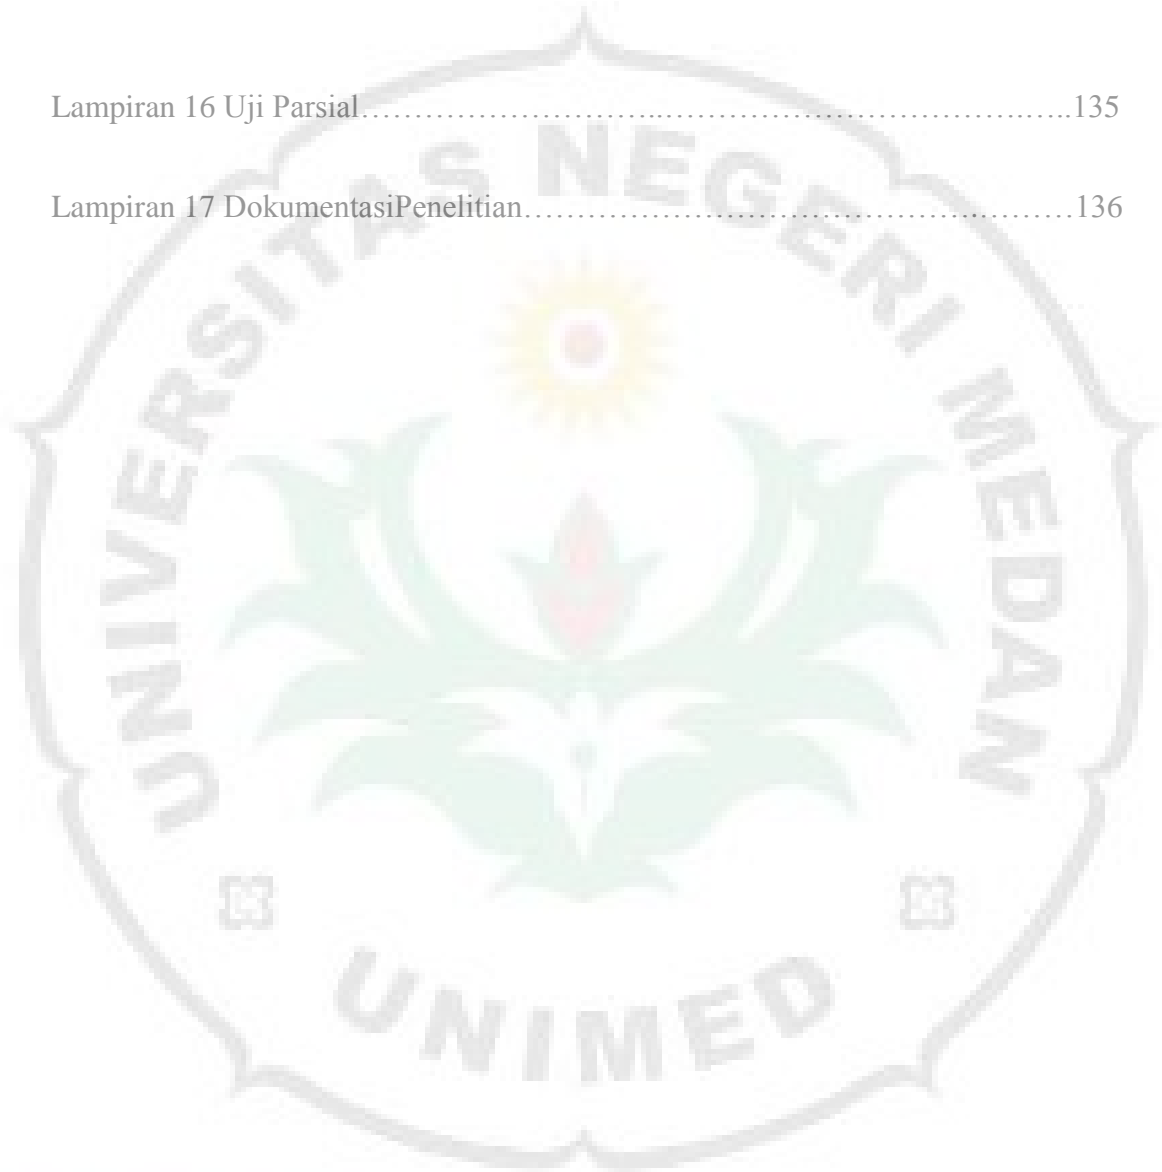 Lampiran 16 Uji Parsial……………………….……………….……………………….…..135
Lampiran 17 DokumentasiPenelitian…………………………………….………136
UNIVERSITAS NEGERI MEDAN
UNIMED